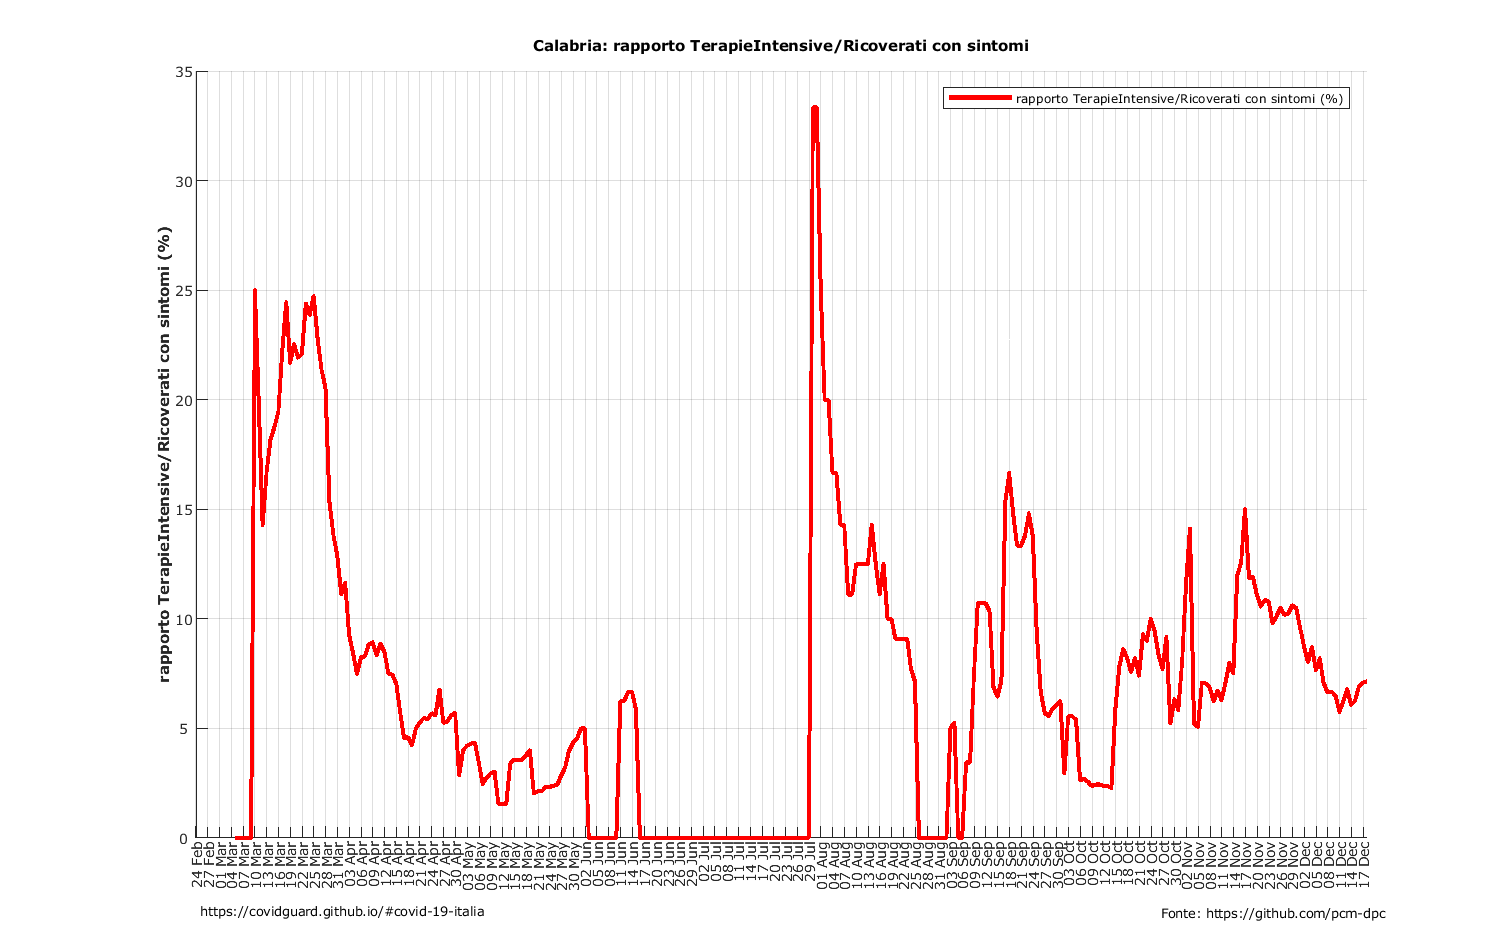 Calabria: rapporto TerapieIntensive/Ricoverati con sintomi
rapporto TerapieIntensive/Ricoverati con sintomi (%)
rapporto TerapieIntensive/Ricoverati con sintomi (%)
35
30
25
20
15
10
5
0
24 Feb
27 Feb
01 Mar
04 Mar
07 Mar
10 Mar
13 Mar
16 Mar
19 Mar
22 Mar
25 Mar
28 Mar
31 Mar
03 Apr
06 Apr
09 Apr
12 Apr
15 Apr
18 Apr
21 Apr
24 Apr
27 Apr
30 Apr
03 May
06 May
09 May
12 May
15 May
18 May
21 May
24 May
27 May
30 May
02 Jun
05 Jun
08 Jun
11 Jun
14 Jun
17 Jun
20 Jun
23 Jun
26 Jun
29 Jun
02 Jul
05 Jul
08 Jul
11 Jul
14 Jul
17 Jul
20 Jul
23 Jul
26 Jul
29 Jul
01 Aug
04 Aug
07 Aug
10 Aug
13 Aug
16 Aug
19 Aug
22 Aug
25 Aug
28 Aug
31 Aug
03 Sep
06 Sep
09 Sep
12 Sep
15 Sep
18 Sep
21 Sep
24 Sep
27 Sep
30 Sep
03 Oct
06 Oct
09 Oct
12 Oct
15 Oct
18 Oct
21 Oct
24 Oct
27 Oct
30 Oct
02 Nov
05 Nov
08 Nov
11 Nov
14 Nov
17 Nov
20 Nov
23 Nov
26 Nov
29 Nov
02 Dec
05 Dec
08 Dec
11 Dec
14 Dec
17 Dec
https://covidguard.github.io/#covid-19-italia
Fonte: https://github.com/pcm-dpc